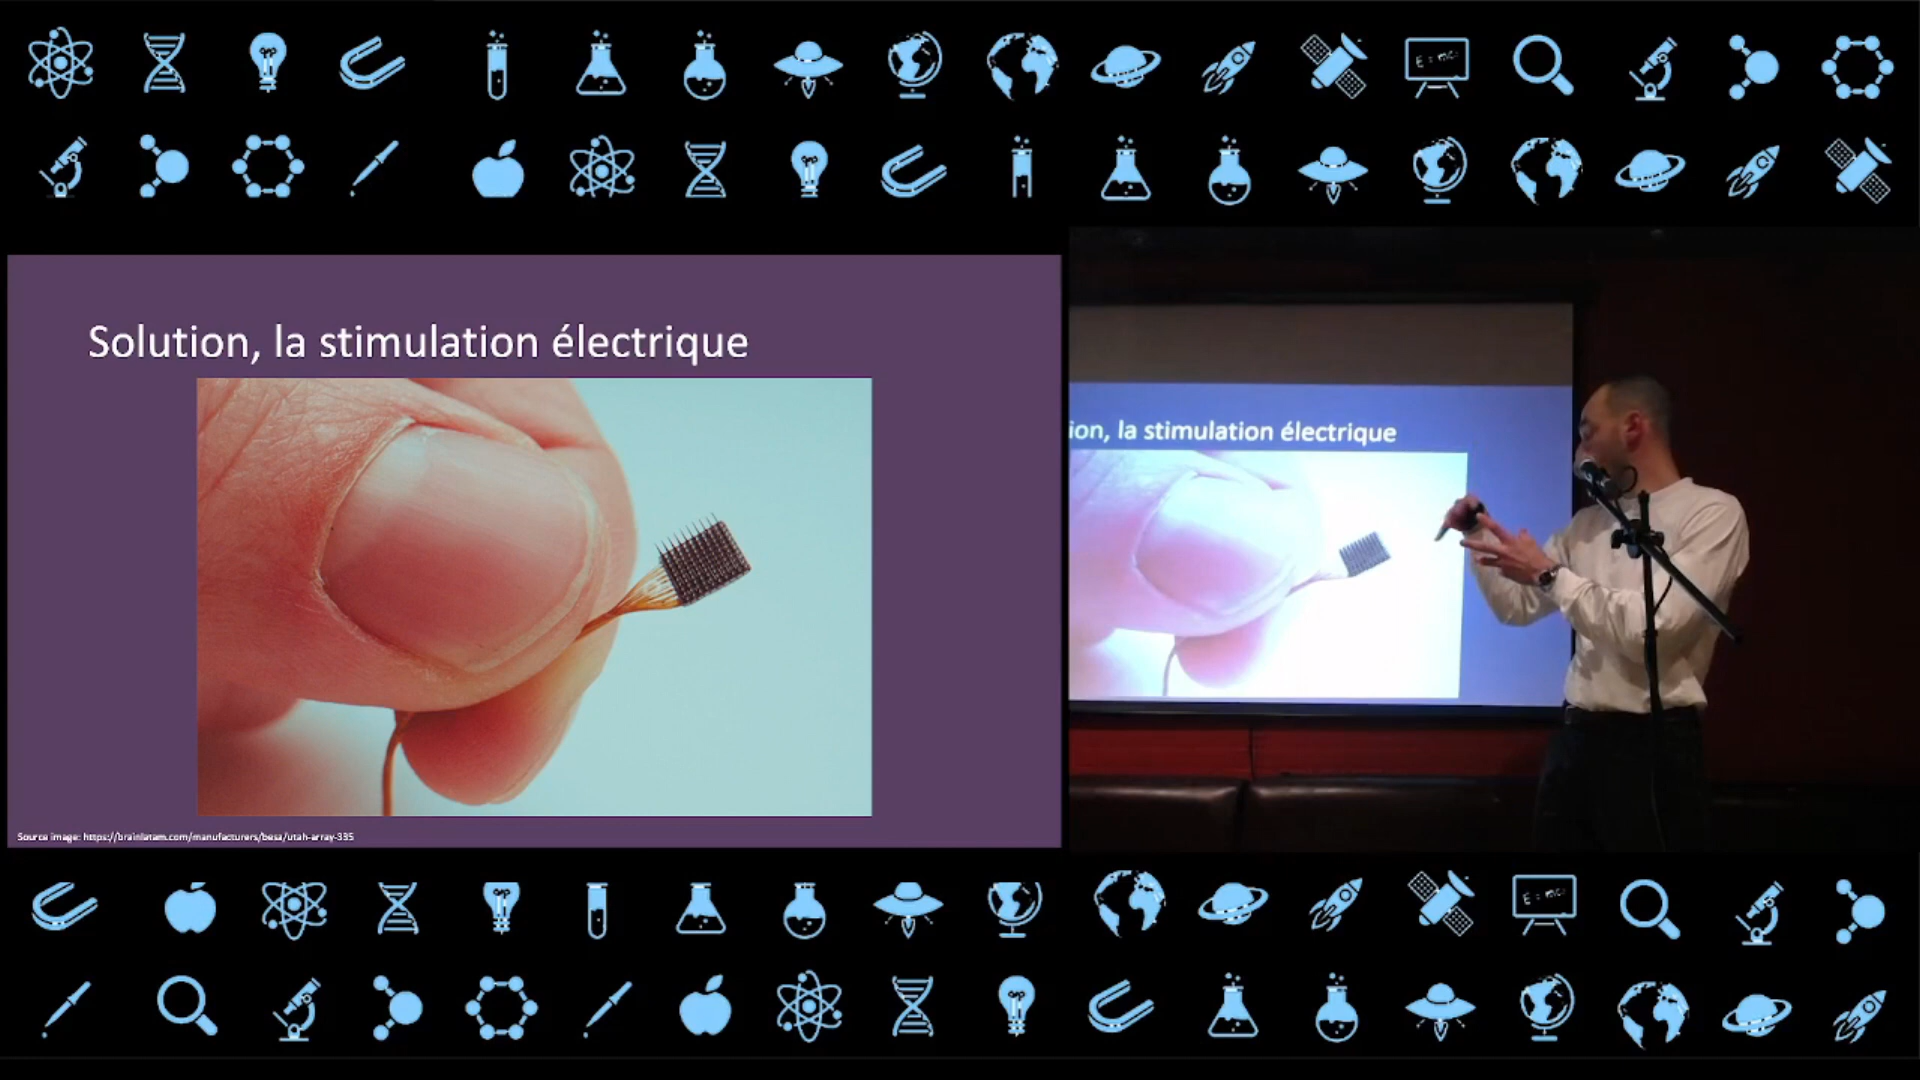 E = mc²
Solution, la stimulation électrique
ion, la stimulation électrique
Source image: https://brainlatam.com/manufacturers/besa/utah-array-335
E = mc²